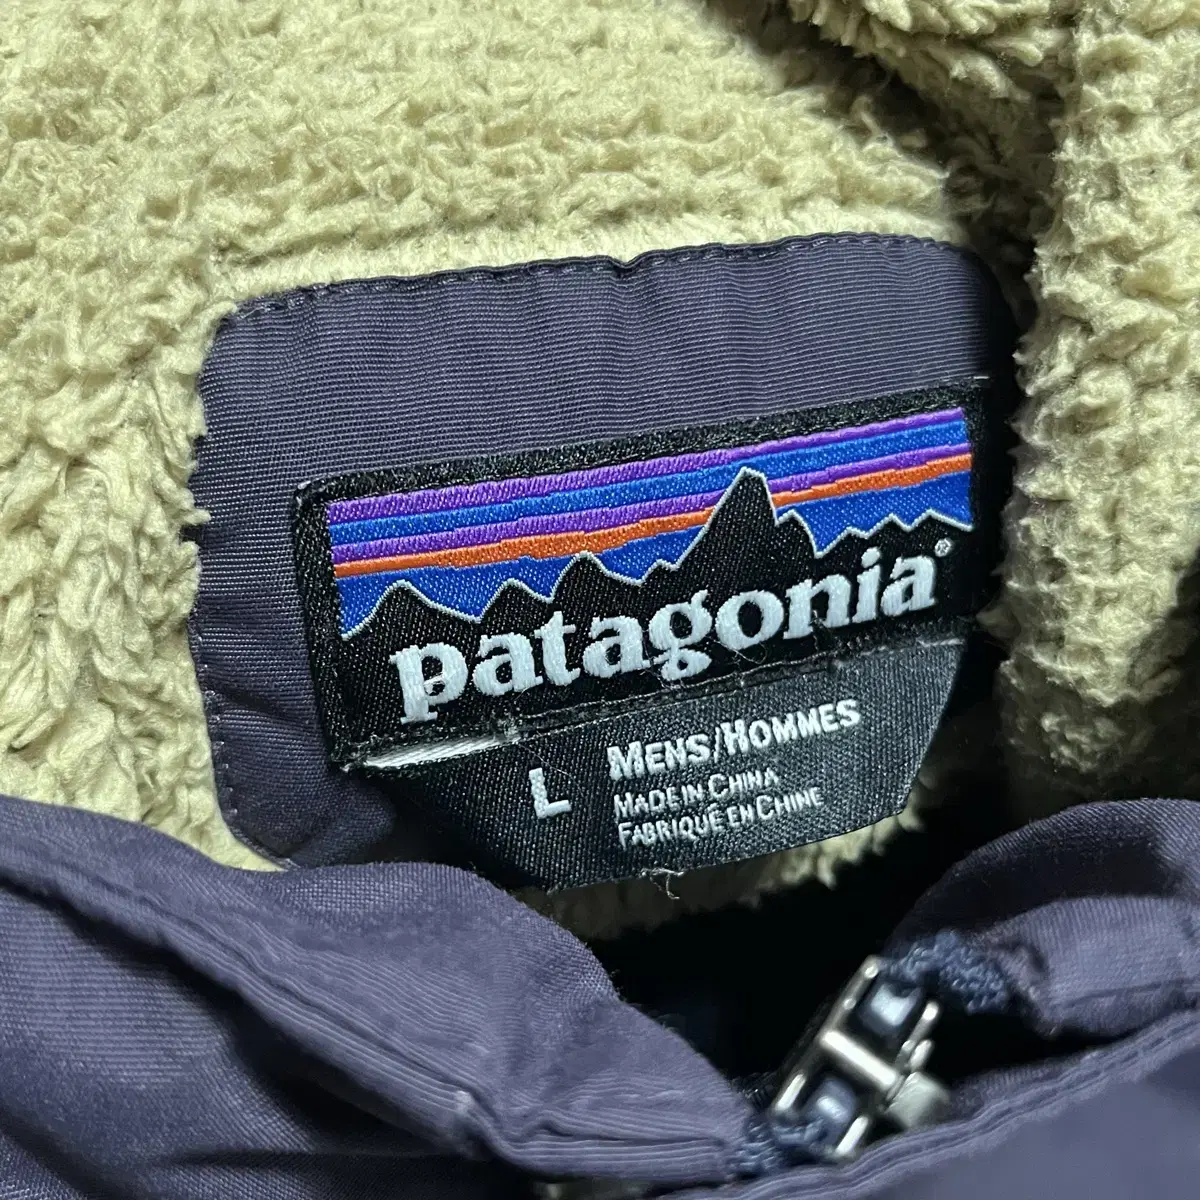 patagonia®
L
MENS/HOMMES
MADE IN CHINA
FABRIQUÉ EN CHINE